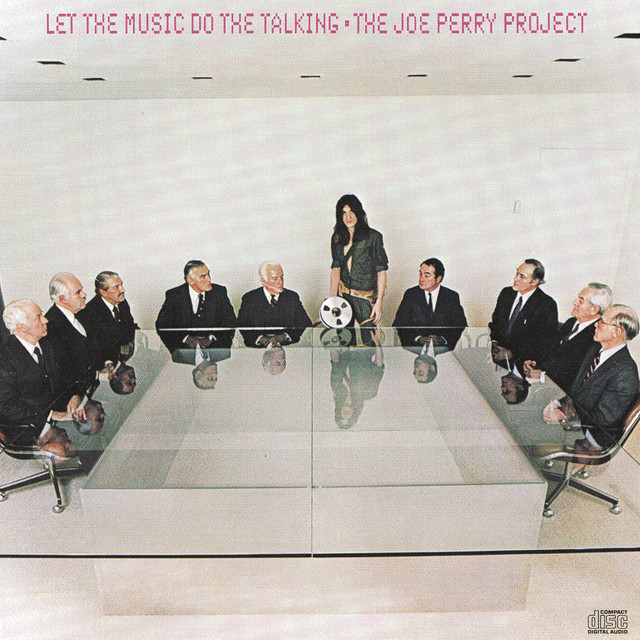 LET THE MUSIC DO THE TALKING • THE JOE PERRY PROJECT
COMPACT
disc
DIGITAL AUDIO